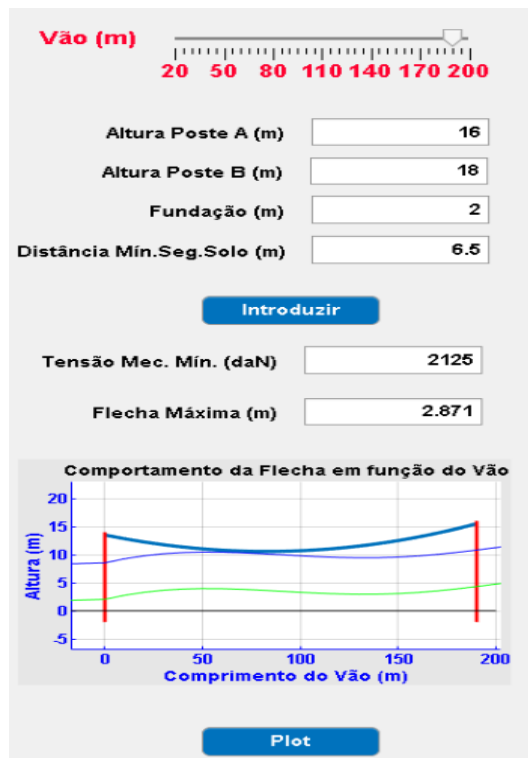 Vão (m)
20 50 80 110 140 170 200
Altura Poste A (m) 16
Altura Poste B (m) 18
Fundação (m) 2
Distância Mín.Seg.Solo (m) 6.5
Introduzir
Tensão Mec. Mín. (daN) 2125
Flecha Máxima (m) 2.871
Comportamento da Flecha em função do Vão
Altura (m)
20
15
10
5
0
-5
0 50 100 150 200
Comprimento do Vão (m)
Plot